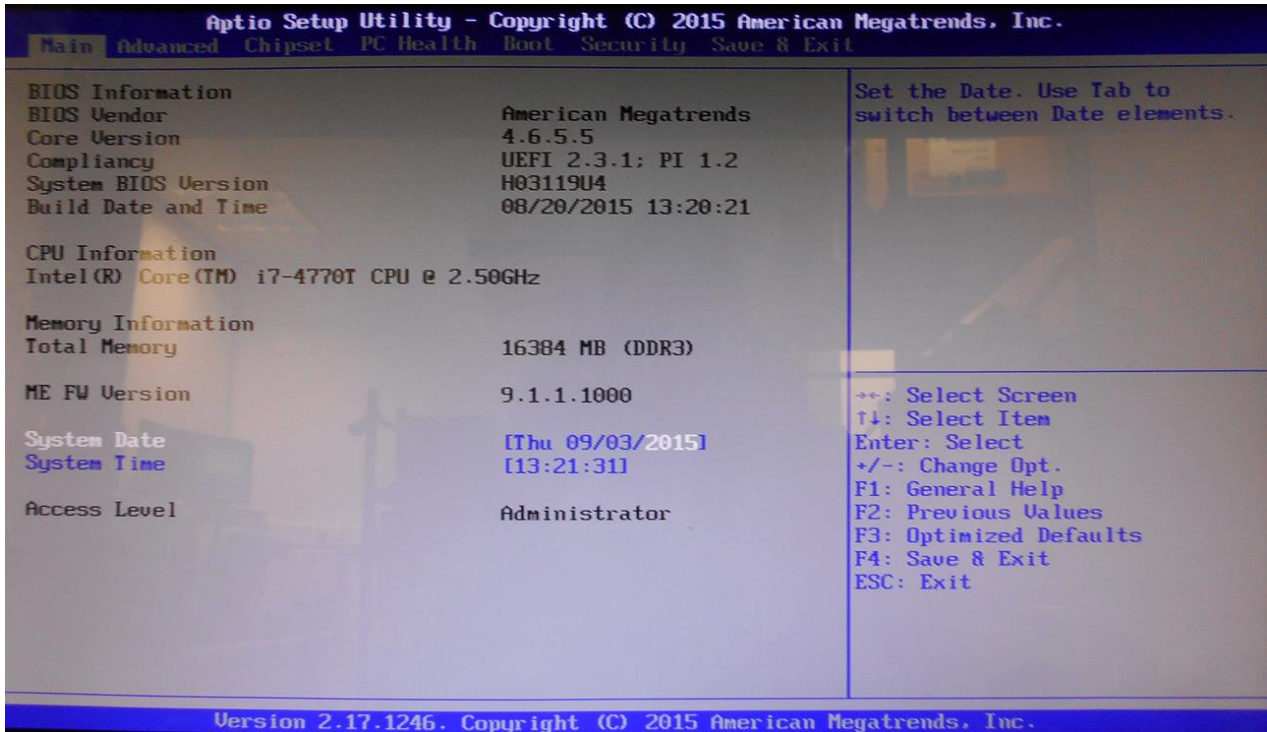 Aptio Setup Utility - Copyright (C) 2015 American Megatrends, Inc.
Main Advanced Chipset PC Health Boot Security Save & Exit
BIOS Information
BIOS Vendor American Megatrends
Core Version 4.6.5.5
Compliancy UEFI 2.3.1; PI 1.2
System BIOS Version H03119U4
Build Date and Time 08/20/2015 13:20:21
CPU Information
Intel(R) Core(TM) i7-4770T CPU @ 2.50GHz
Memory Information
Total Memory 16384 MB (DDR3)
ME FW Version 9.1.1.1000
System Date [Thu 09/03/2015]
System Time [13:21:31]
Access Level Administrator
Set the Date. Use Tab to
switch between Date elements.
→←: Select Screen
↑↓: Select Item
Enter: Select
+/-: Change Opt.
F1: General Help
F2: Previous Values
F3: Optimized Defaults
F4: Save & Exit
ESC: Exit
Version 2.17.1246. Copyright (C) 2015 American Megatrends, Inc.